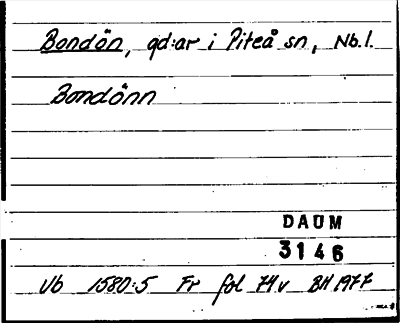 Bondön, gd:ar i Piteå sn, Nb.l.
Bondönn
DAUM
3146
Vb 1580:5 Fr fol 74v BH 1977